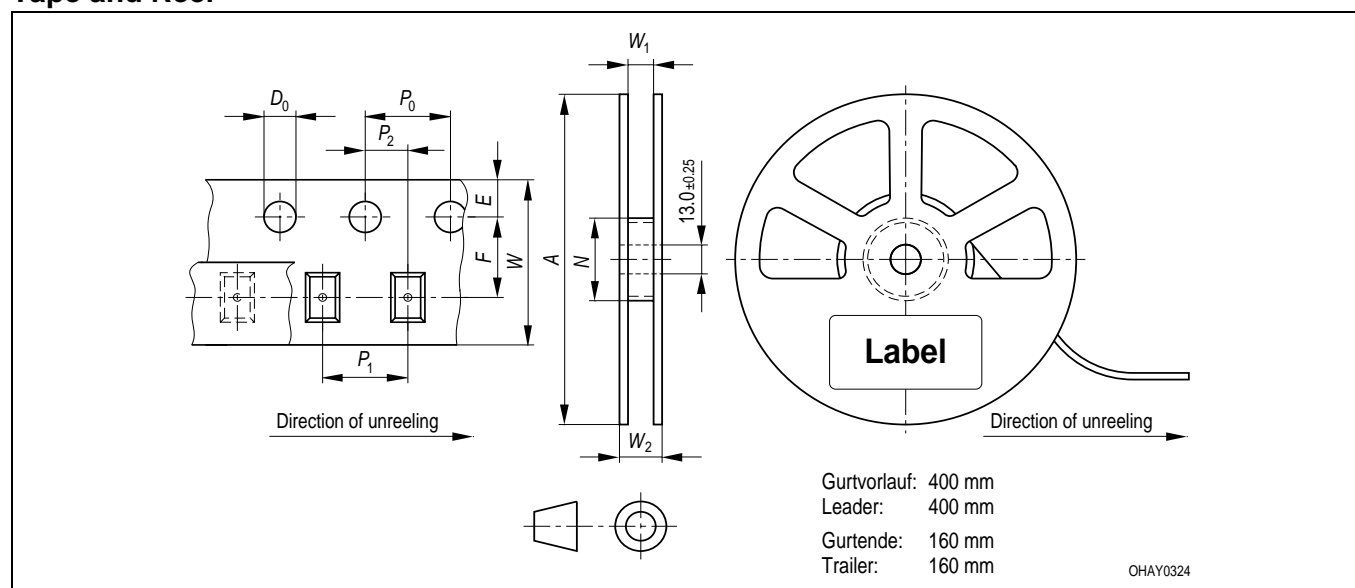 Tape and Reel
W1
D0
P0
P2
E
F
W
A
N
13.0 ±0.25
P1
W2
Label
Direction of unreeling
Direction of unreeling
Gurtvorlauf: 400 mm
Leader: 400 mm
Gurtende: 160 mm
Trailer: 160 mm
OHAY0324